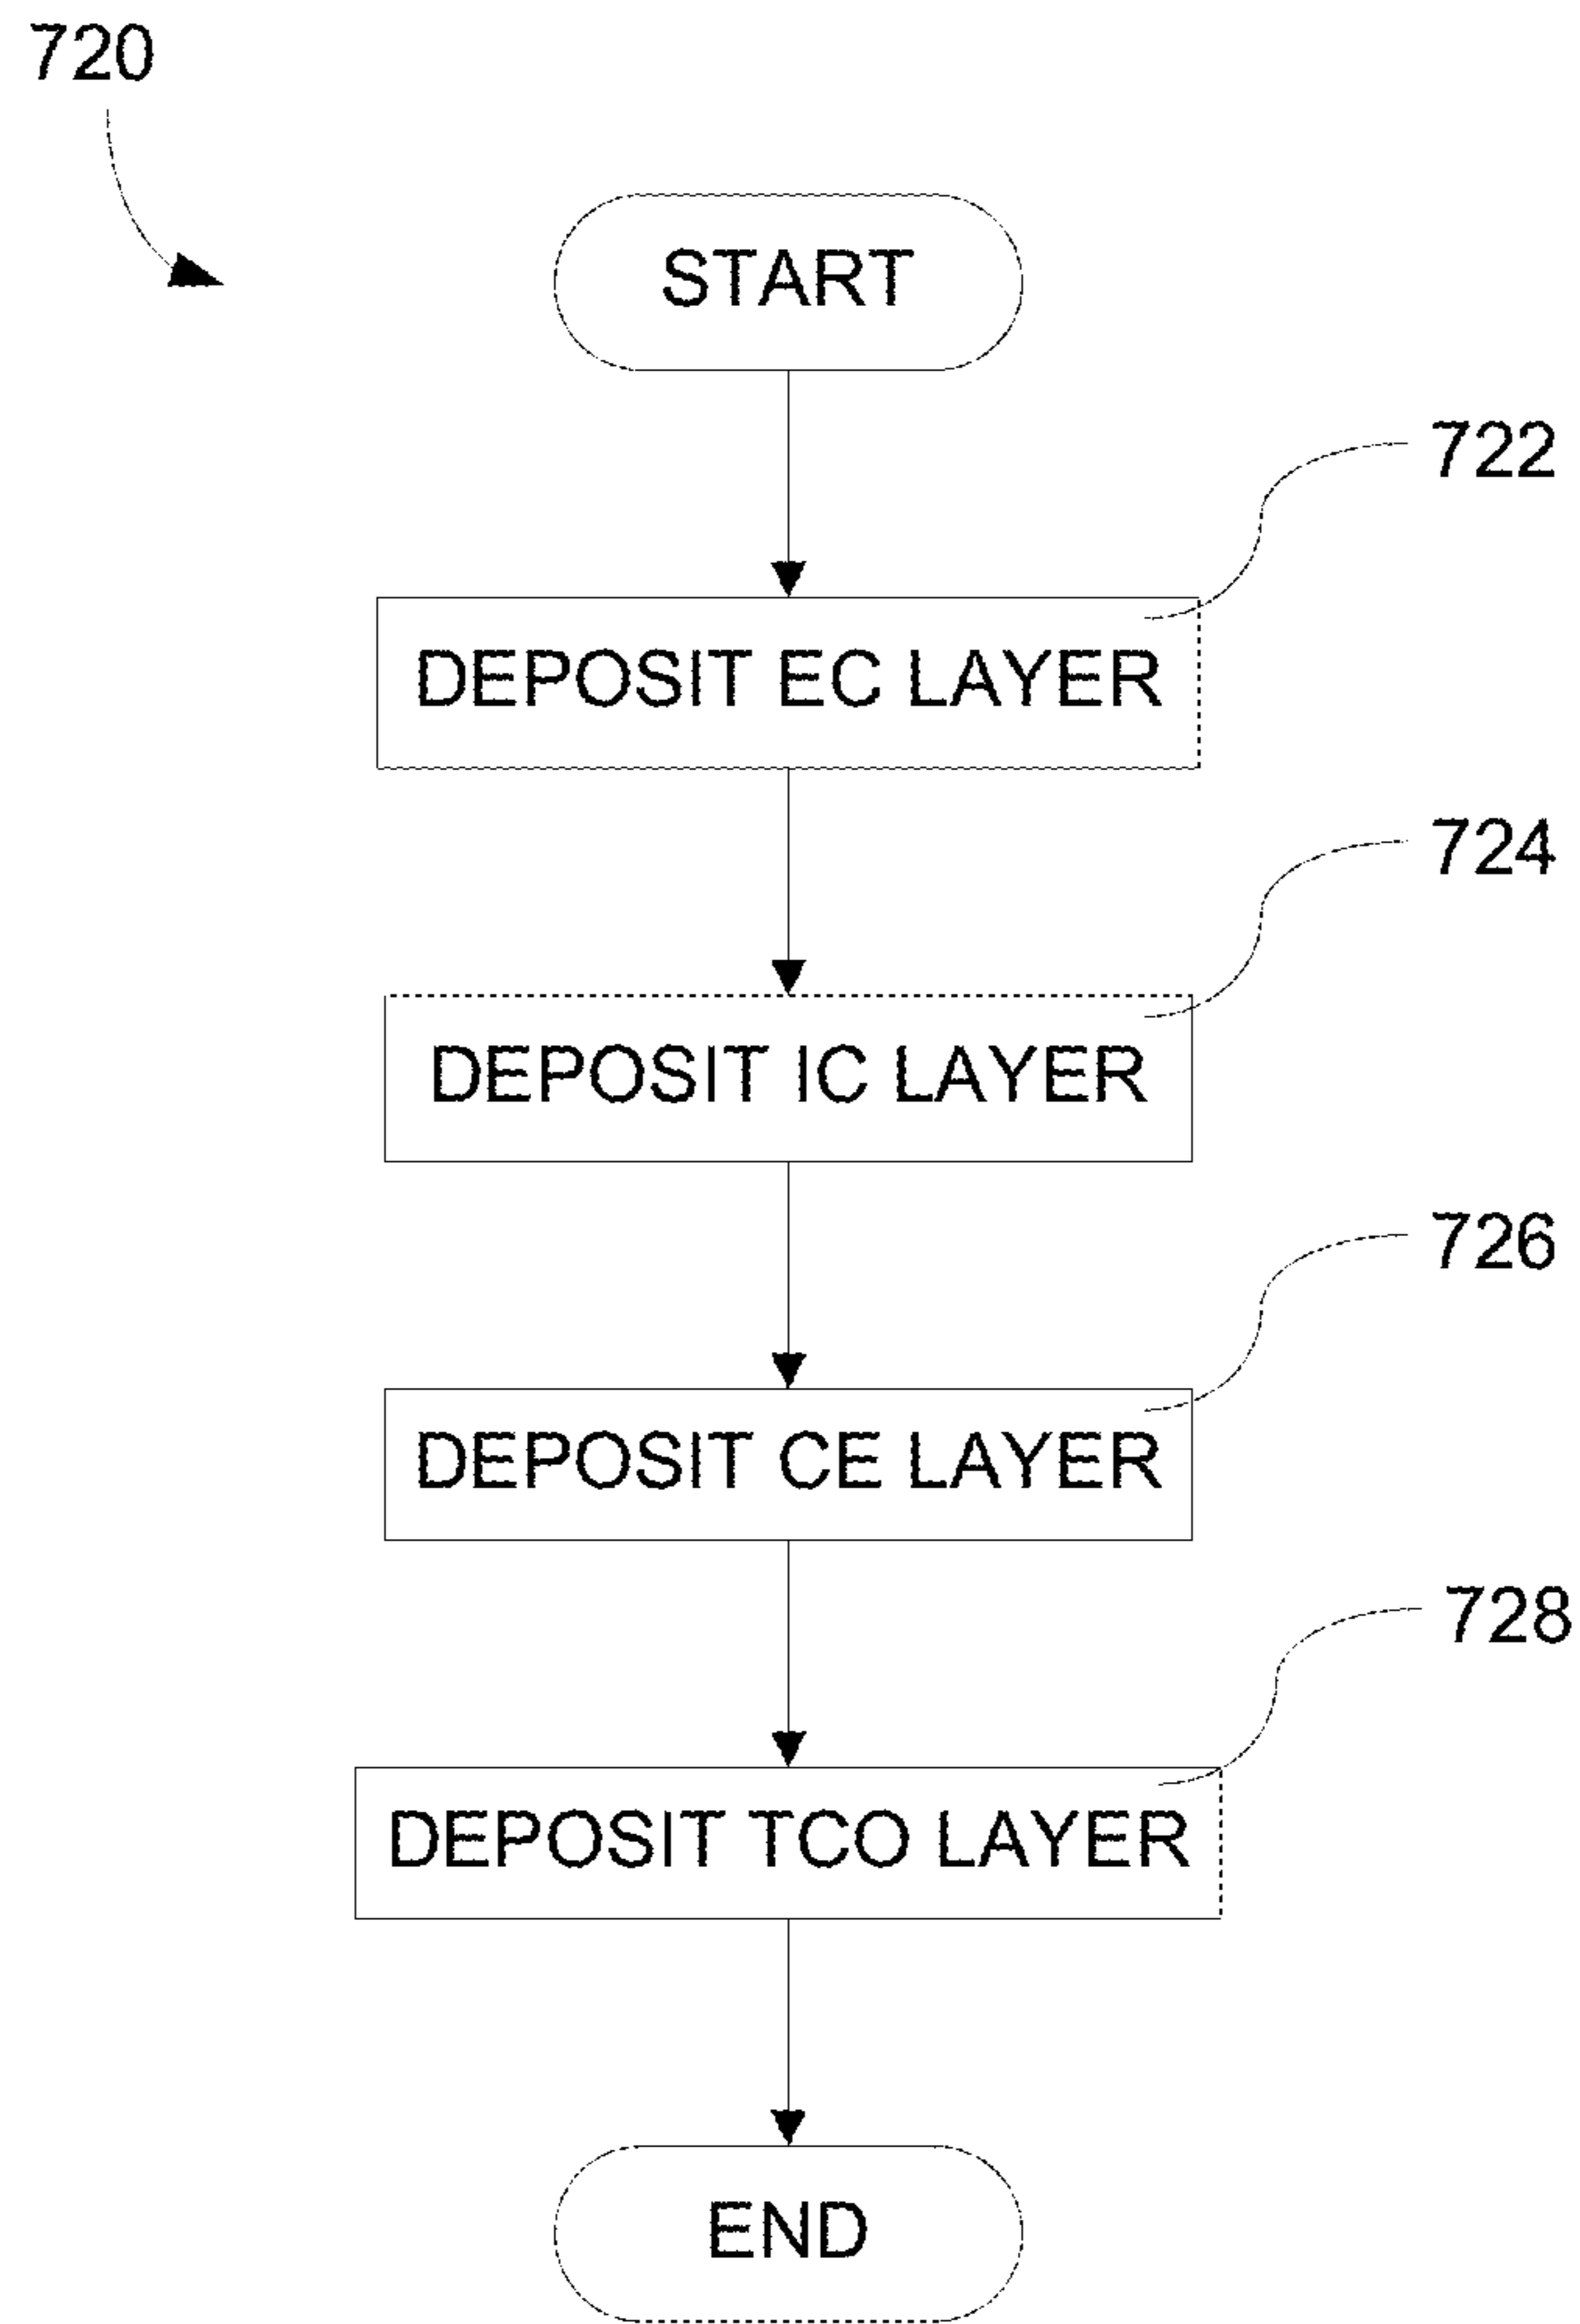 720
START
722
DEPOSIT EC LAYER
724
DEPOSIT IC LAYER
726
DEPOSIT CE LAYER
728
DEPOSIT TCO LAYER
END